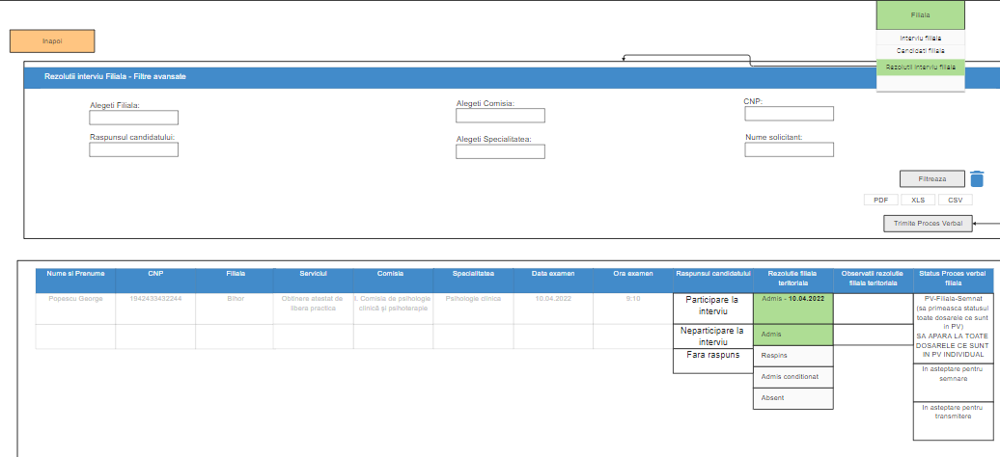 Filiala
Interviu filiala
Candidati filiala
Rezolutii interviu filiala
Inapoi
Rezolutii interviu Filiala - Filtre avansate
Alegeti Filiala:
Alegeti Comisia:
CNP:
Raspunsul candidatului:
Alegeti Specialitatea:
Nume solicitant:
Filtreaza
PDF XLS CSV
Trimite Proces Verbal
Nume si Prenume CNP Filiala Serviciul Comisia Specialitatea Data examen Ora examen Raspunsul candidatului Rezolutie filiala Observatii rezolutie Status Proces verbal
teritoriala filiala teritoriala filiala
Popescu George 1942433432244 Bihor Obtinere atestat de I. Comisia de psihologie Psihologie clinica 10.04.2022 9:10 Participare la Admis - 10.04.2022 PV-Filiala-Semnat
libera practica clinică și psihoterapie interviu (sa primeasca statusul
toate dosarele ce sunt
in PV)
SA APARA LA TOATE
DOSARELE CE SUNT
IN PV INDIVIDUAL
Neparticipare la Admis
interviu
Fara raspuns Respins
In asteptare pentru
semnare
Admis conditionat
Absent
In asteptare pentru
transmitere